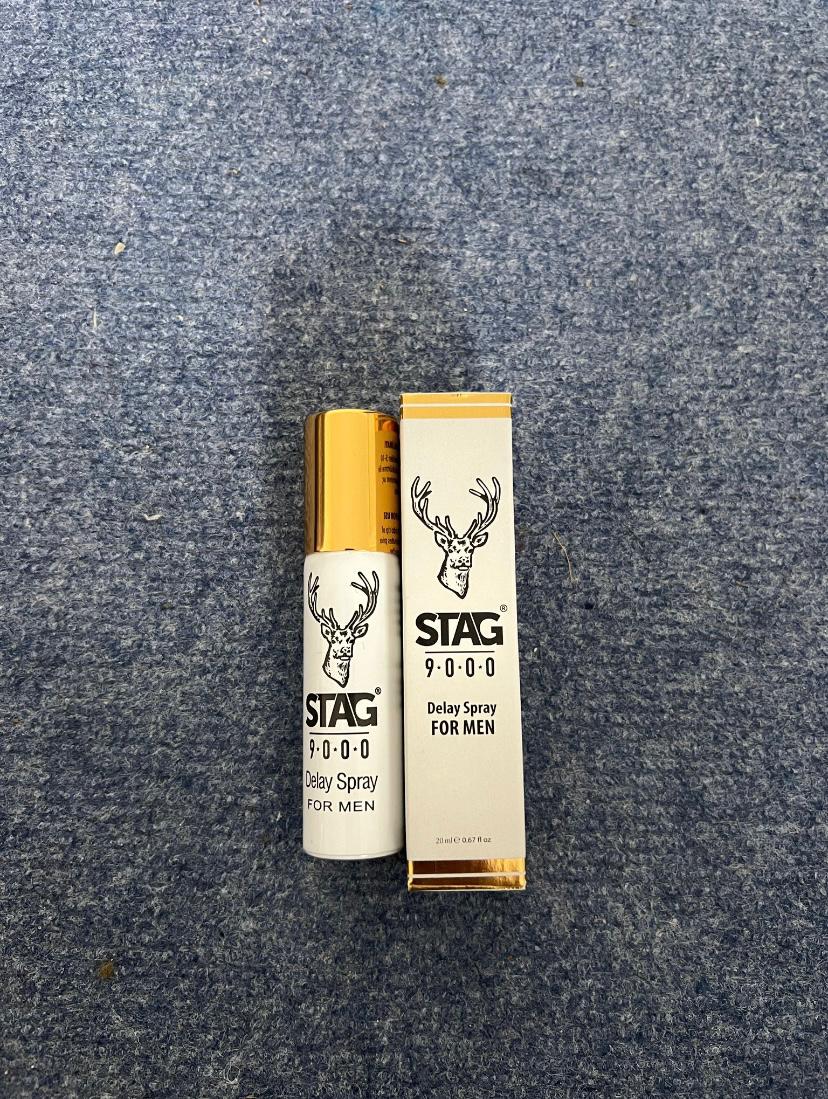 STAG®
9·0·0·0
Delay Spray
FOR MEN
STAG®
9·0·0·0
Delay Spray
FOR MEN
20 ml e 0.67 fl oz